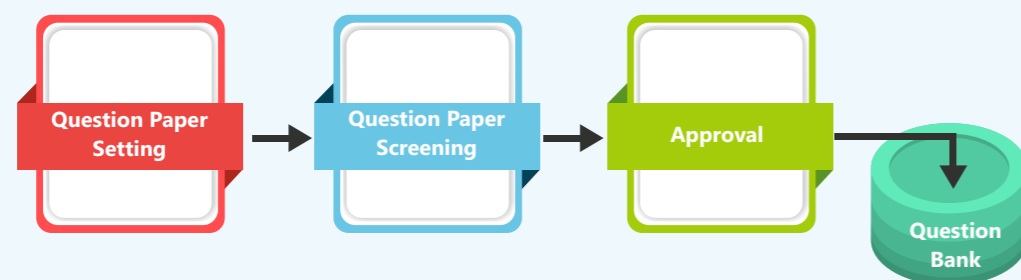 Question Paper
Setting
Question Paper
Screening
Approval
Question
Bank